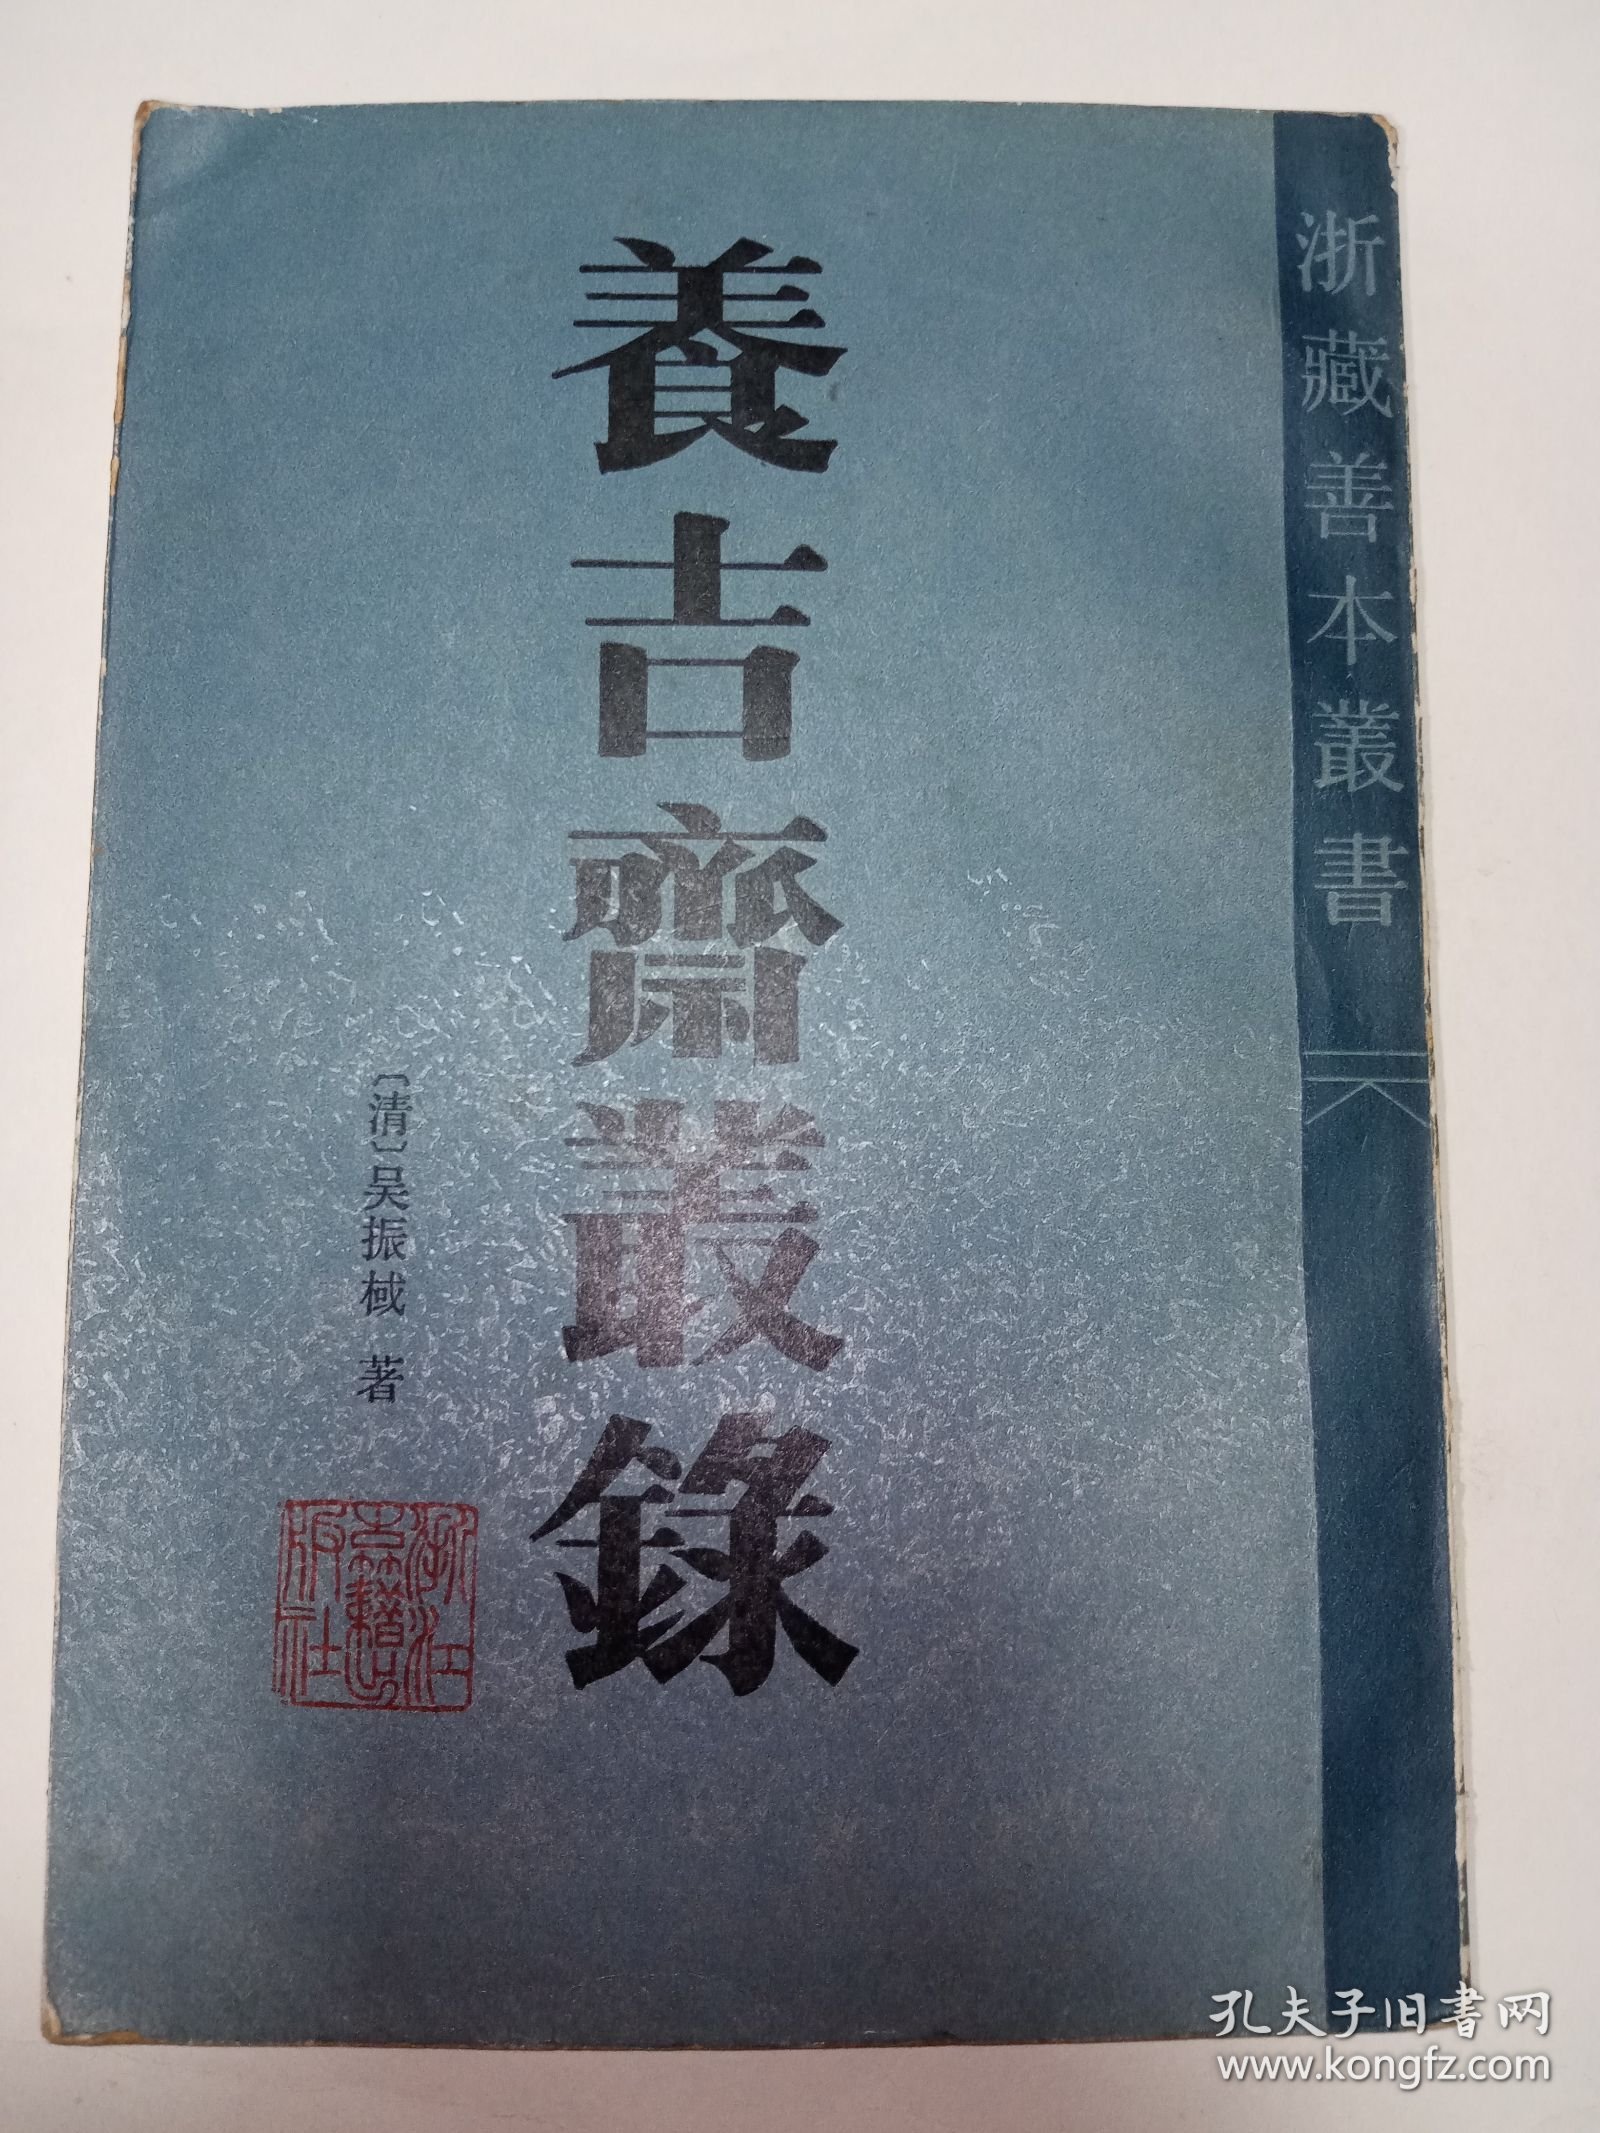 浙藏善本叢書
養吉齋叢錄
〔清〕吴振棫 著
浙江
古籍出
版社
孔夫子旧书网
www.kongfz.com